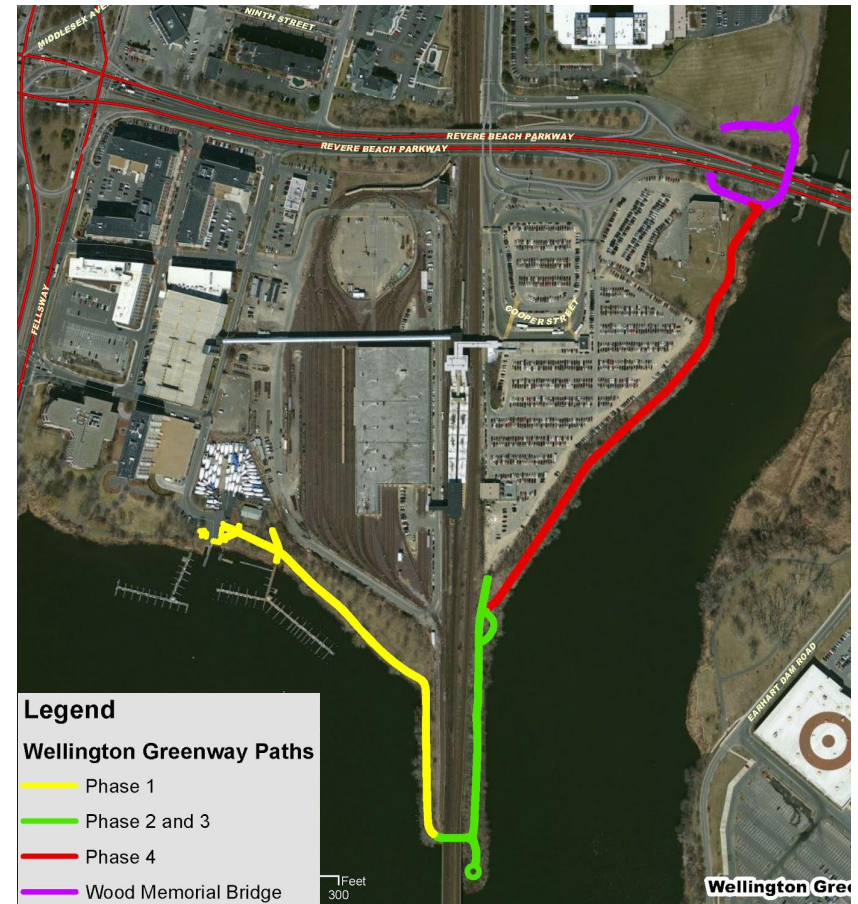 MIDDLESEX AVE
NINTH STREET
REVERE BEACH PARKWAY
REVERE BEACH PARKWAY
FELLSWAY
COOPER STREET
EARHART DAM ROAD
Legend
Wellington Greenway Paths
Phase 1
Phase 2 and 3
Phase 4
Wood Memorial Bridge
Feet
300
Wellington Gree